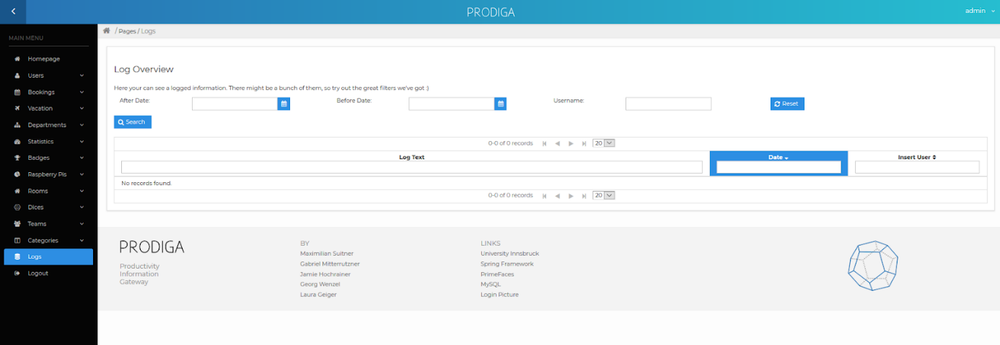 PRODIGA
admin
MAIN MENU
Homepage
Users
Bookings
Vacation
Departments
Statistics
Badges
Raspberry Pis
Rooms
Dices
Teams
Categories
Logs
Logout
/ Pages / Logs
Log Overview
Here your can see a logged information. There might be a bunch of them, so try out the great filters we've got :)
After Date:
Before Date:
Username:
Reset
Search
0-0 of 0 records 20
Log Text Date Insert User
No records found.
0-0 of 0 records 20
PRODIGA
Productivity
Information
Gateway
BY
Maximilian Suitner
Gabriel Mitterrutzner
Jamie Hochrainer
Georg Wenzel
Laura Geiger
LINKS
University Innsbruck
Spring Framework
PrimeFaces
MySQL
Login Picture